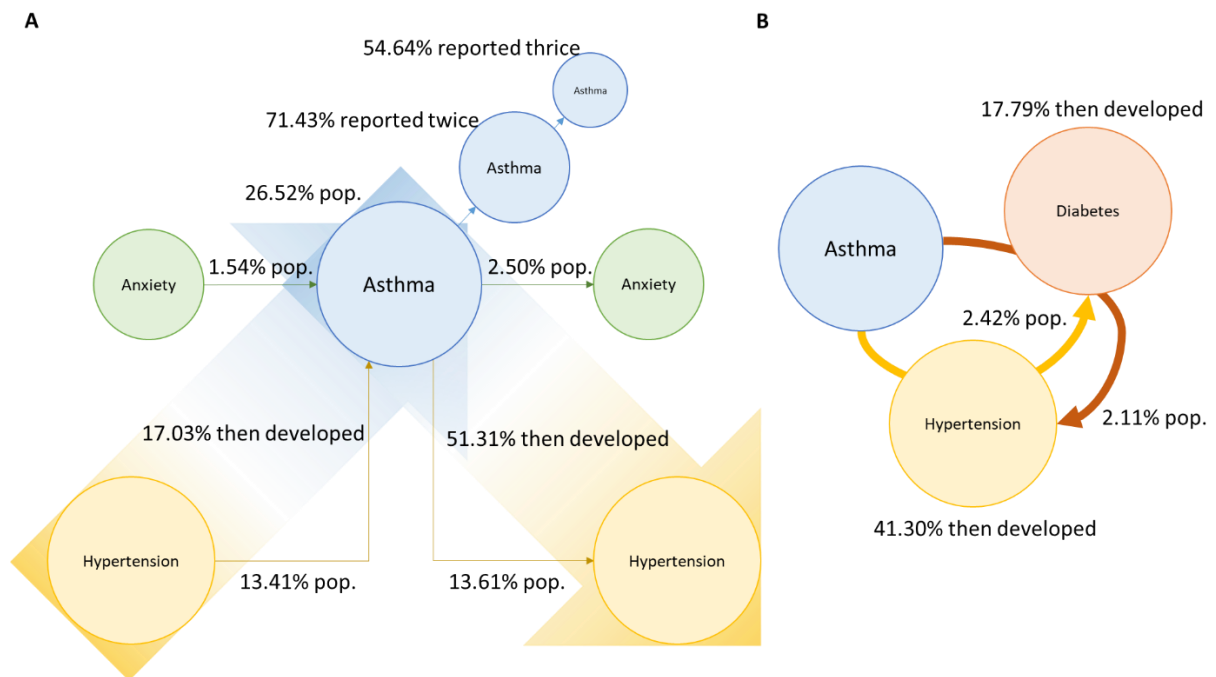 A
54.64% reported thrice
Asthma
71.43% reported twice
Asthma
26.52% pop.
Anxiety
1.54% pop.
Asthma
2.50% pop.
Anxiety
17.03% then developed
51.31% then developed
Hypertension
13.41% pop.
13.61% pop.
Hypertension
B
17.79% then developed
Diabetes
Asthma
2.42% pop.
Hypertension
2.11% pop.
41.30% then developed